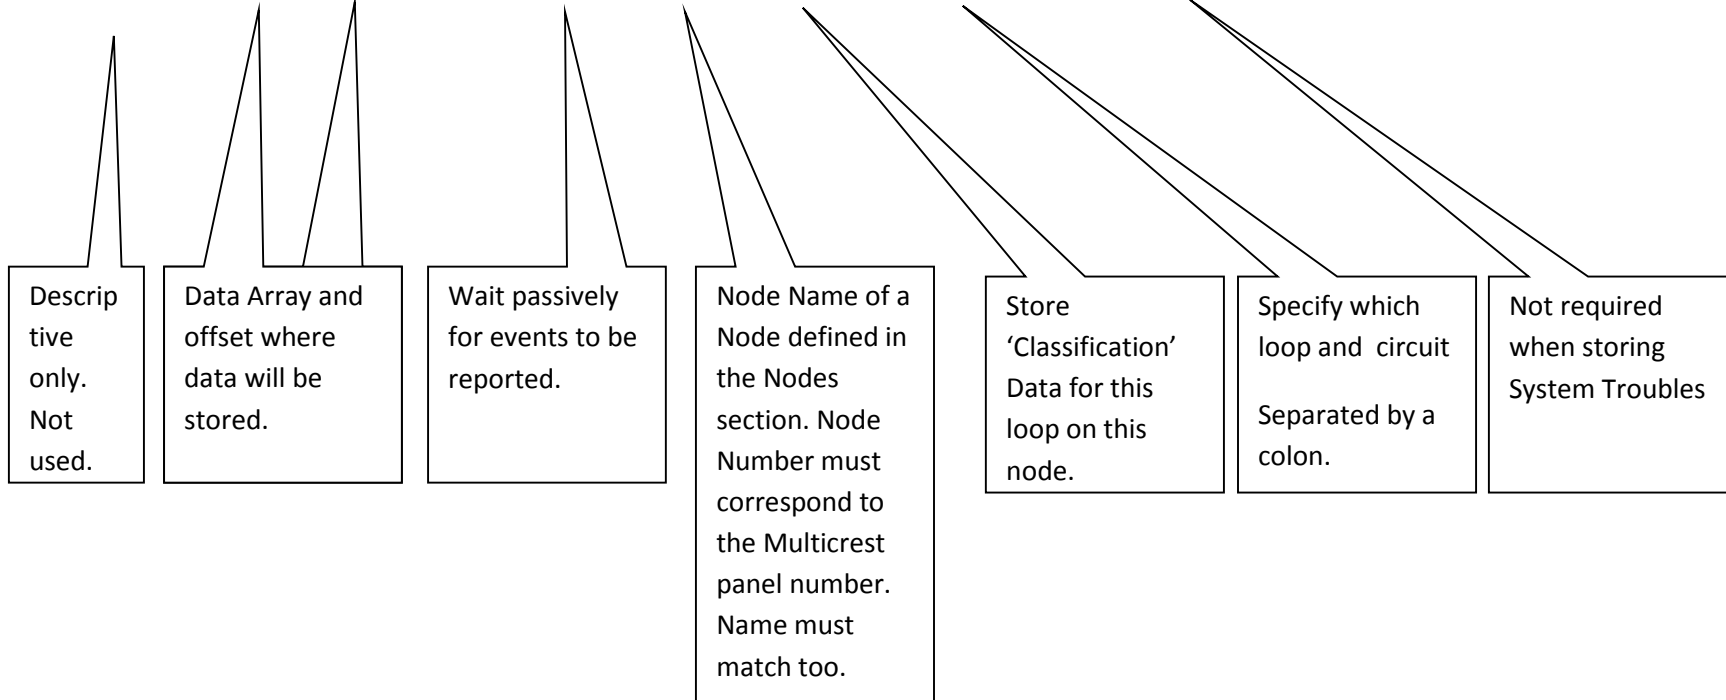 Descrip
tive
only.
Not
used.
Data Array and
offset where
data will be
stored.
Wait passively
for events to be
reported.
Node Name of a
Node defined in
the Nodes
section. Node
Number must
correspond to
the Multicrest
panel number.
Name must
match too.
Store
‘Classification’
Data for this
loop on this
node.
Specify which
loop and  circuit
Separated by a
colon.
Not required
when storing
System Troubles